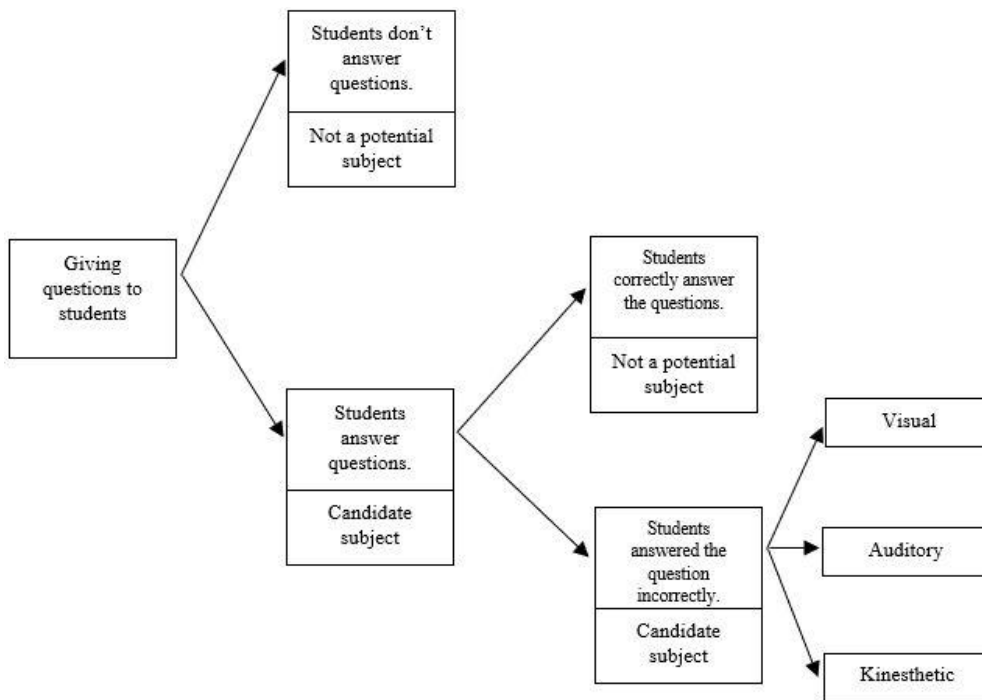 Students don’t
answer
questions.
Not a potential
subject
Giving
questions to
students
Students
correctly answer
the questions.
Not a potential
subject
Students
answer
questions.
Candidate
subject
Students
answered the
question
incorrectly.
Candidate
subject
Visual
Auditory
Kinesthetic